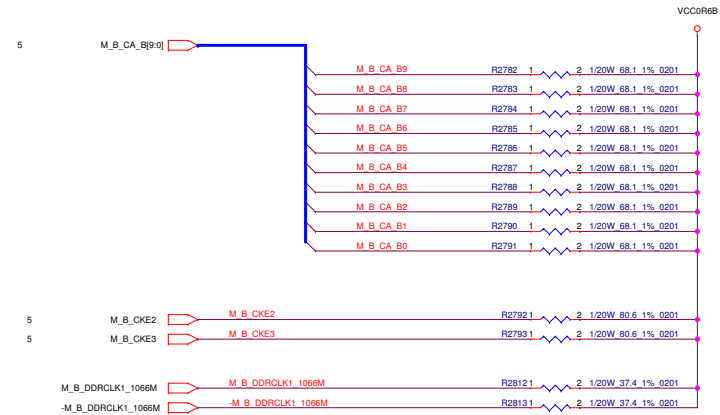 VCC0R6B
5 M_B_CA_B[9:0]
M_B_CA_B9 R2782 1 2 1/20W_68.1_1%_0201
M_B_CA_B8 R2783 1 2 1/20W_68.1_1%_0201
M_B_CA_B7 R2784 1 2 1/20W_68.1_1%_0201
M_B_CA_B6 R2785 1 2 1/20W_68.1_1%_0201
M_B_CA_B5 R2786 1 2 1/20W_68.1_1%_0201
M_B_CA_B4 R2787 1 2 1/20W_68.1_1%_0201
M_B_CA_B3 R2788 1 2 1/20W_68.1_1%_0201
M_B_CA_B2 R2789 1 2 1/20W_68.1_1%_0201
M_B_CA_B1 R2790 1 2 1/20W_68.1_1%_0201
M_B_CA_B0 R2791 1 2 1/20W_68.1_1%_0201
5 M_B_CKE2 M_B_CKE2 R2792 1 2 1/20W_80.6_1%_0201
5 M_B_CKE3 M_B_CKE3 R2793 1 2 1/20W_80.6_1%_0201
M_B_DDRCLK1_1066M M_B_DDRCLK1_1066M R2812 1 2 1/20W_37.4_1%_0201
-M_B_DDRCLK1_1066M -M_B_DDRCLK1_1066M R2813 1 2 1/20W_37.4_1%_0201